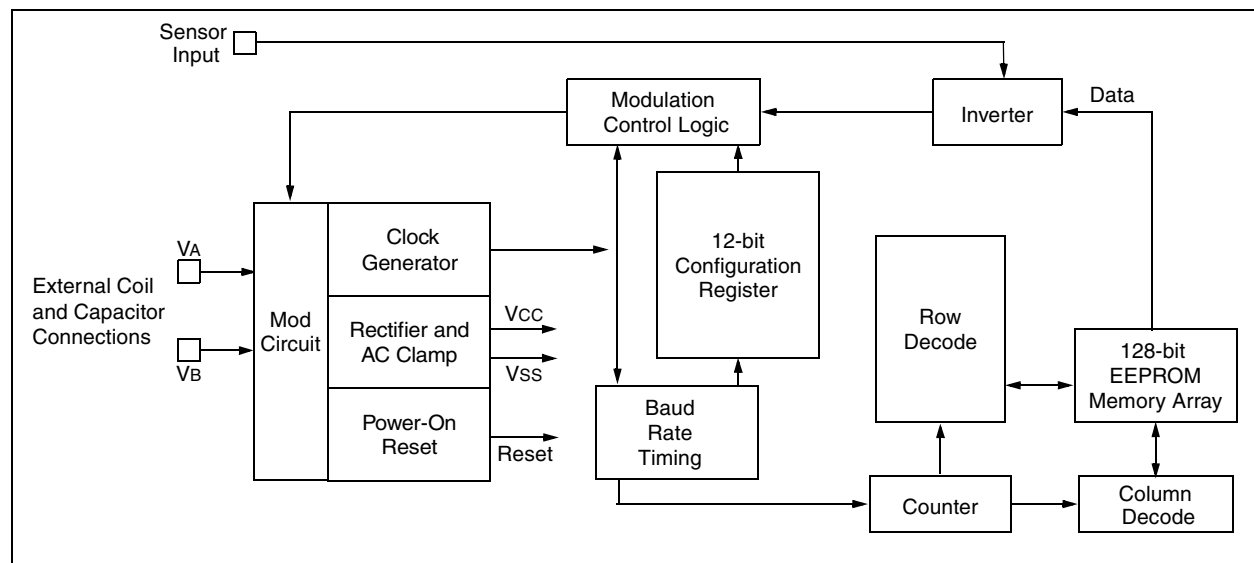 Sensor
Input
Modulation
Control Logic
Inverter
Data
VA
External Coil
and Capacitor
Connections
VB
Mod
Circuit
Clock
Generator
Rectifier and
AC Clamp
Power-On
Reset
VCC
VSS
Reset
12-bit
Configuration
Register
Baud
Rate
Timing
Row
Decode
128-bit
EEPROM
Memory Array
Counter
Column
Decode